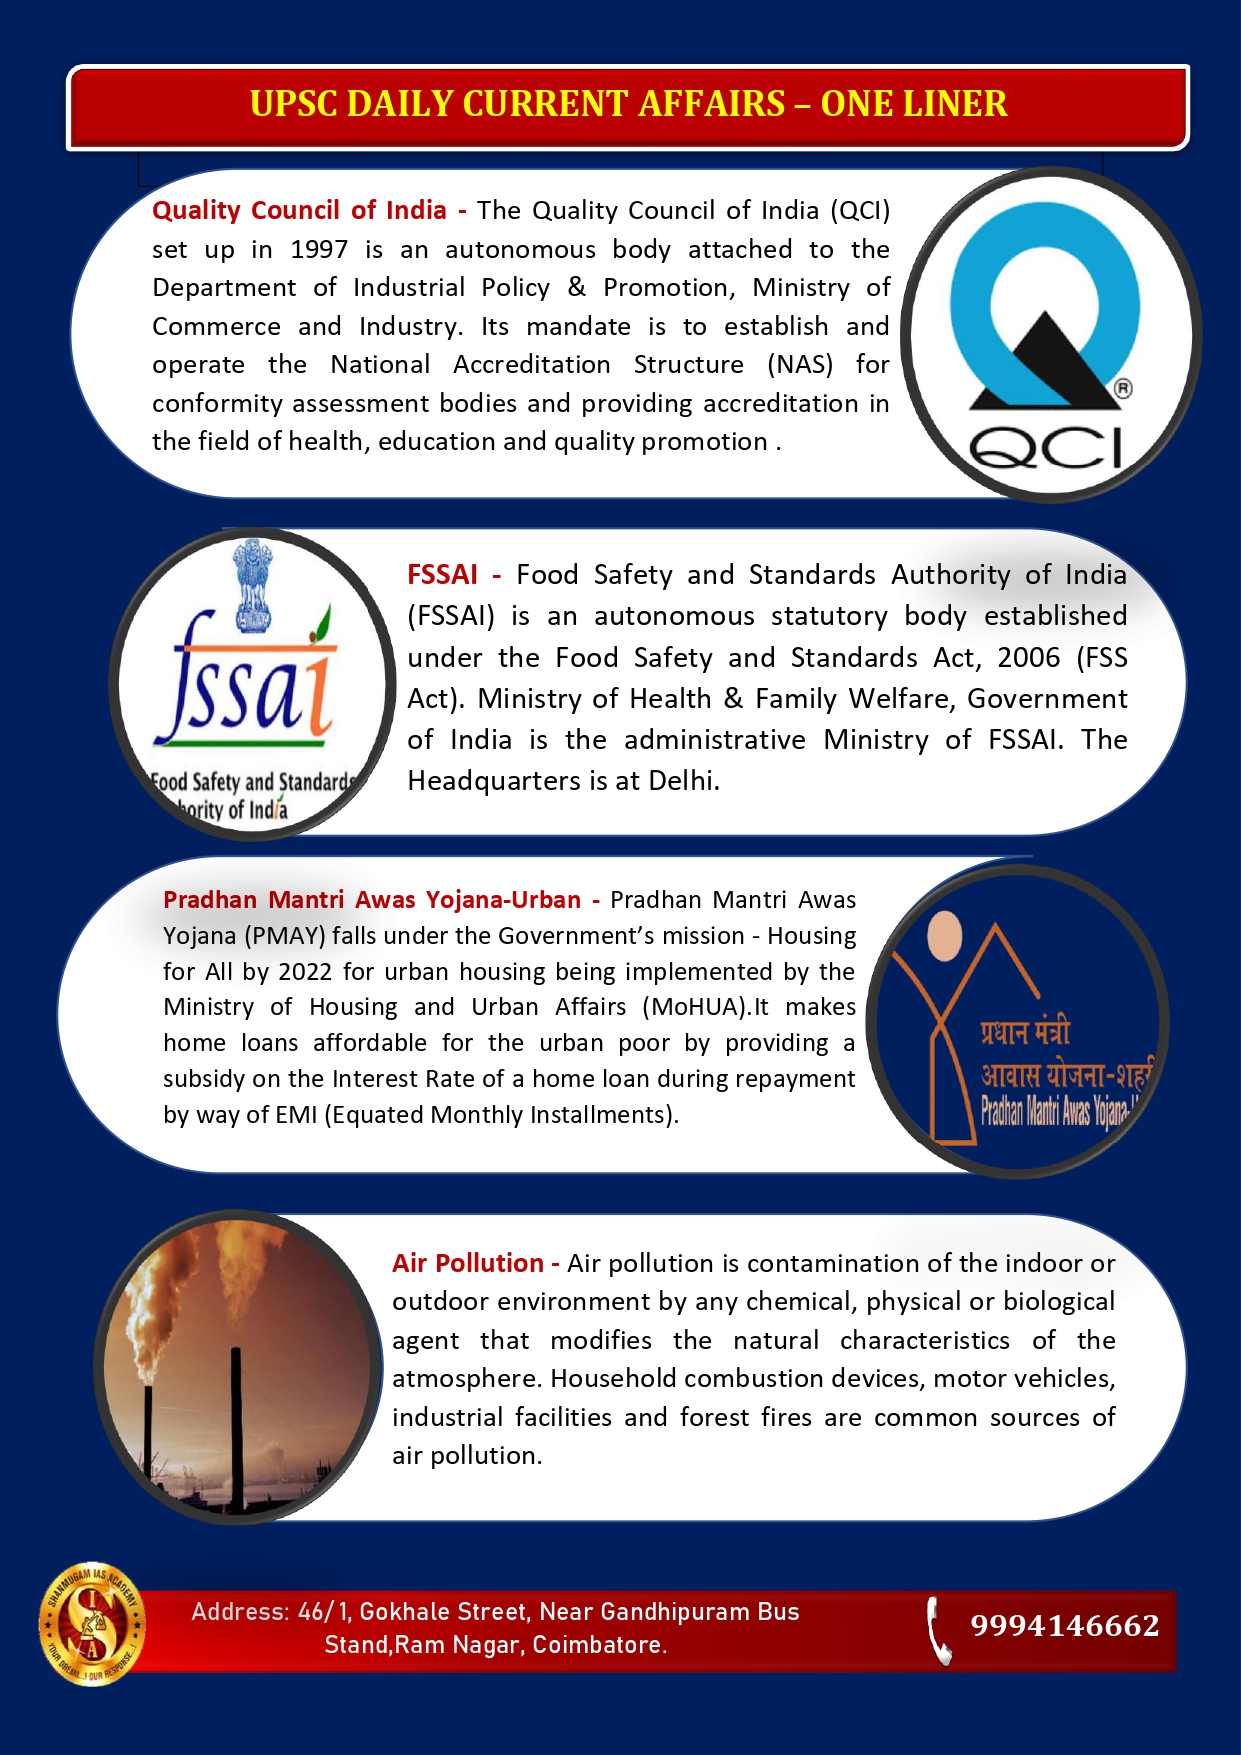 UPSC DAILY CURRENT AFFAIRS – ONE LINER
Quality Council of India - The Quality Council of India (QCI)
set up in 1997 is an autonomous body attached to the
Department of Industrial Policy & Promotion, Ministry of
Commerce and Industry. Its mandate is to establish and
operate the National Accreditation Structure (NAS) for
conformity assessment bodies and providing accreditation in
the field of health, education and quality promotion .
®
QCI
fssai
Food Safety and Standards
hority of India
FSSAI - Food Safety and Standards Authority of India
(FSSAI) is an autonomous statutory body established
under the Food Safety and Standards Act, 2006 (FSS
Act). Ministry of Health & Family Welfare, Government
of India is the administrative Ministry of FSSAI. The
Headquarters is at Delhi.
Pradhan Mantri Awas Yojana-Urban - Pradhan Mantri Awas
Yojana (PMAY) falls under the Government’s mission - Housing
for All by 2022 for urban housing being implemented by the
Ministry of Housing and Urban Affairs (MoHUA).It makes
home loans affordable for the urban poor by providing a
subsidy on the Interest Rate of a home loan during repayment
by way of EMI (Equated Monthly Installments).
प्रधान मंत्री
आवास योजना-शहरी
Pradhan Mantri Awas Yojana-U
Air Pollution - Air pollution is contamination of the indoor or
outdoor environment by any chemical, physical or biological
agent that modifies the natural characteristics of the
atmosphere. Household combustion devices, motor vehicles,
industrial facilities and forest fires are common sources of
air pollution.
SHANMUGAM IAS ACADEMY
SIA
YOUR DREAM...! OUR RESPONSE...!
Address: 46/1, Gokhale Street, Near Gandhipuram Bus
Stand,Ram Nagar, Coimbatore.
9994146662